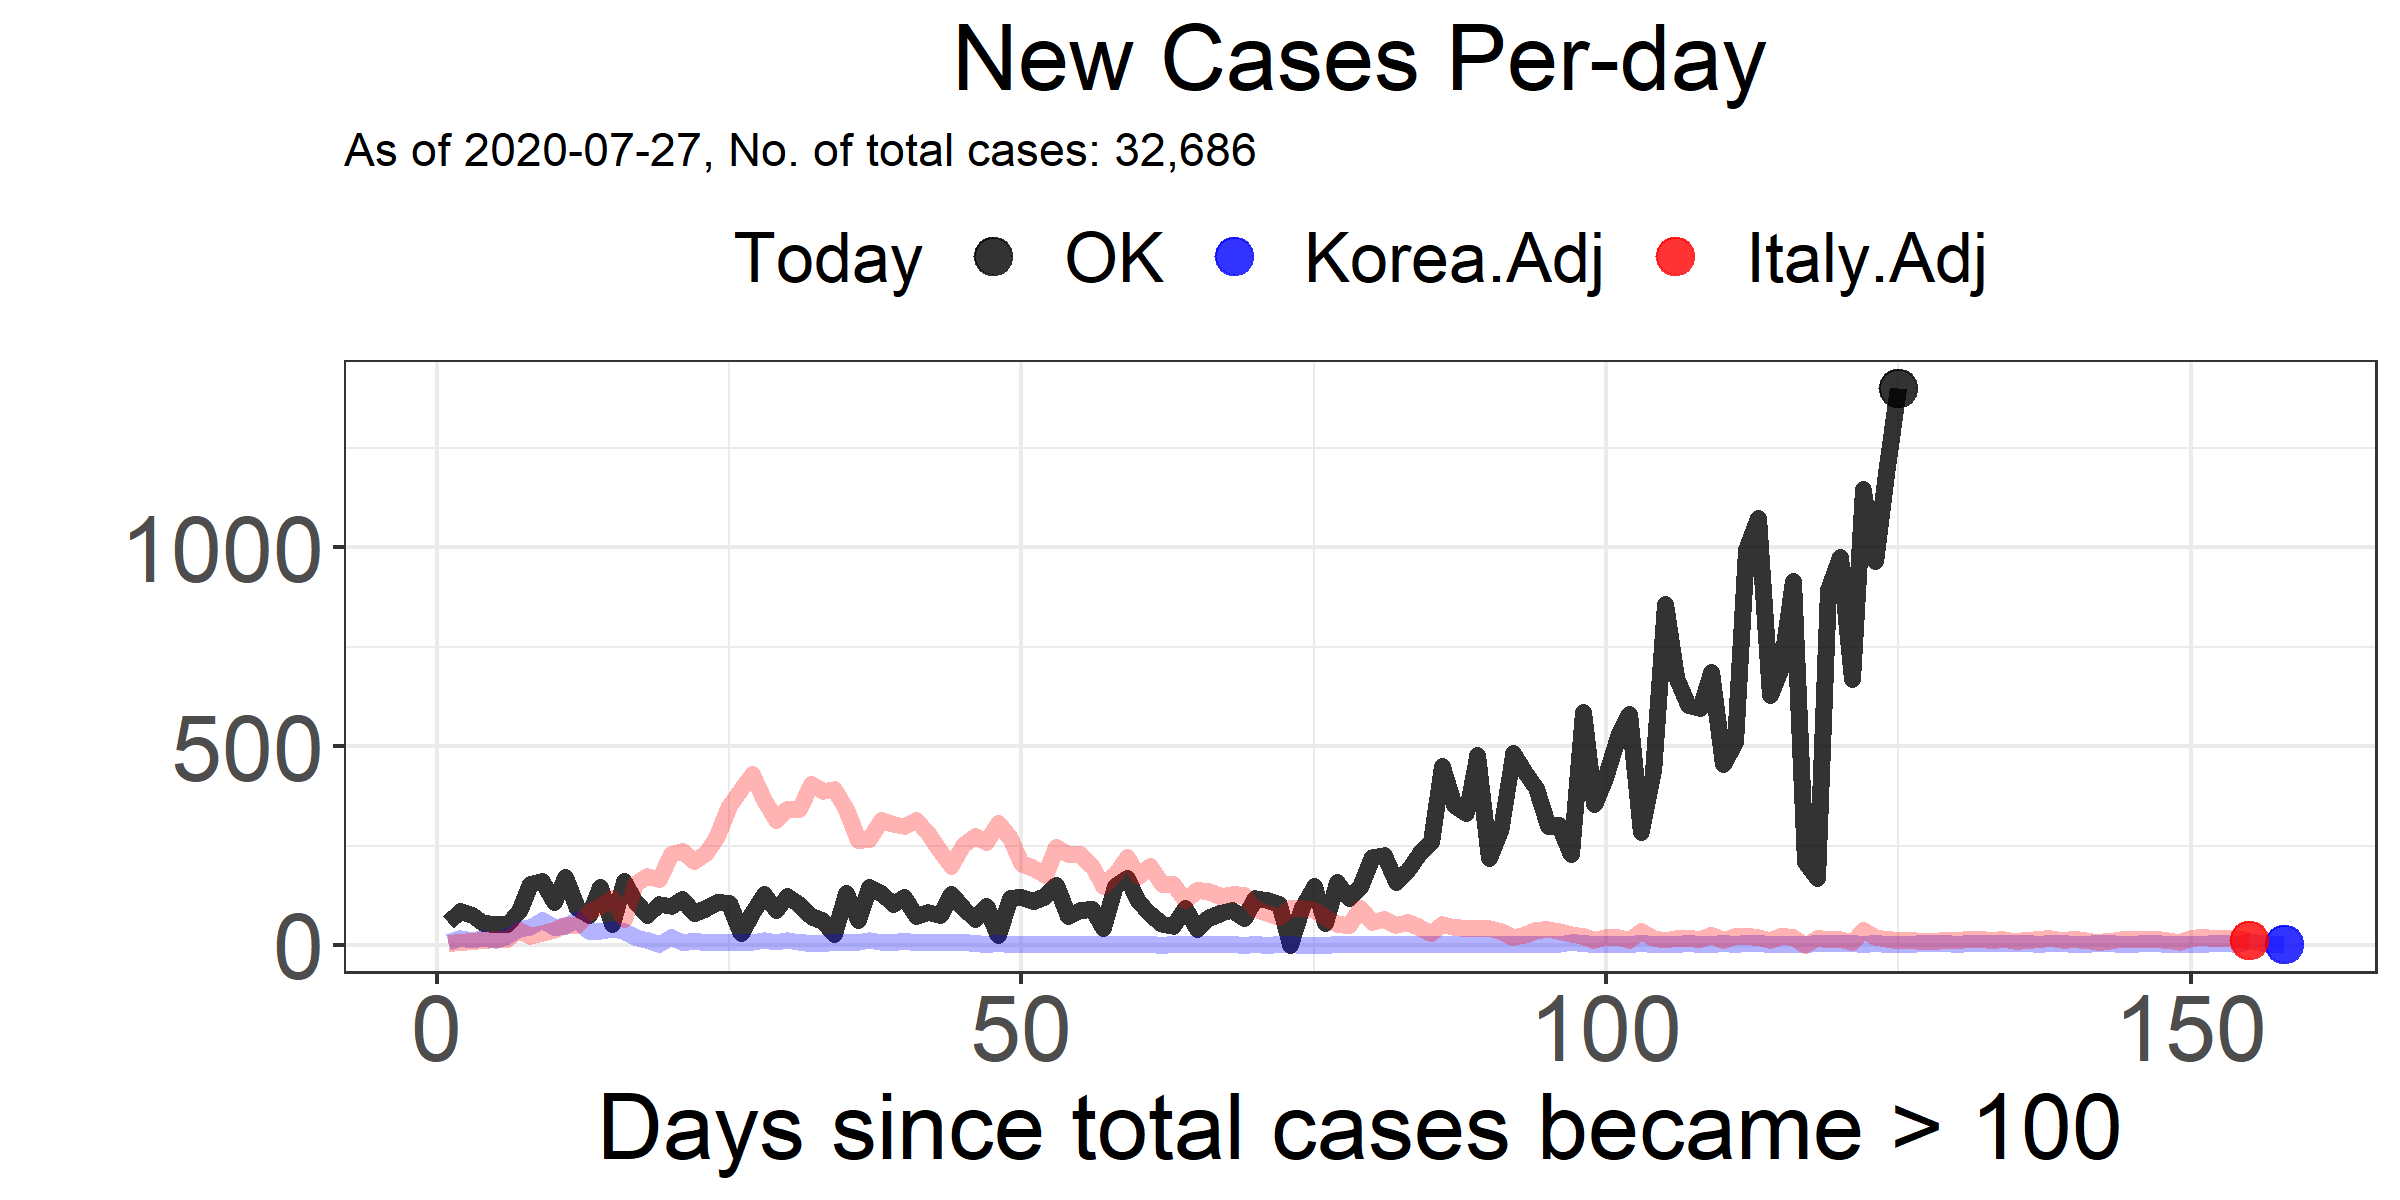 New Cases Per-day
As of 2020-07-27, No. of total cases: 32,686
Today OK Korea.Adj Italy.Adj
1000
500
0
0 50 100 150
Days since total cases became > 100